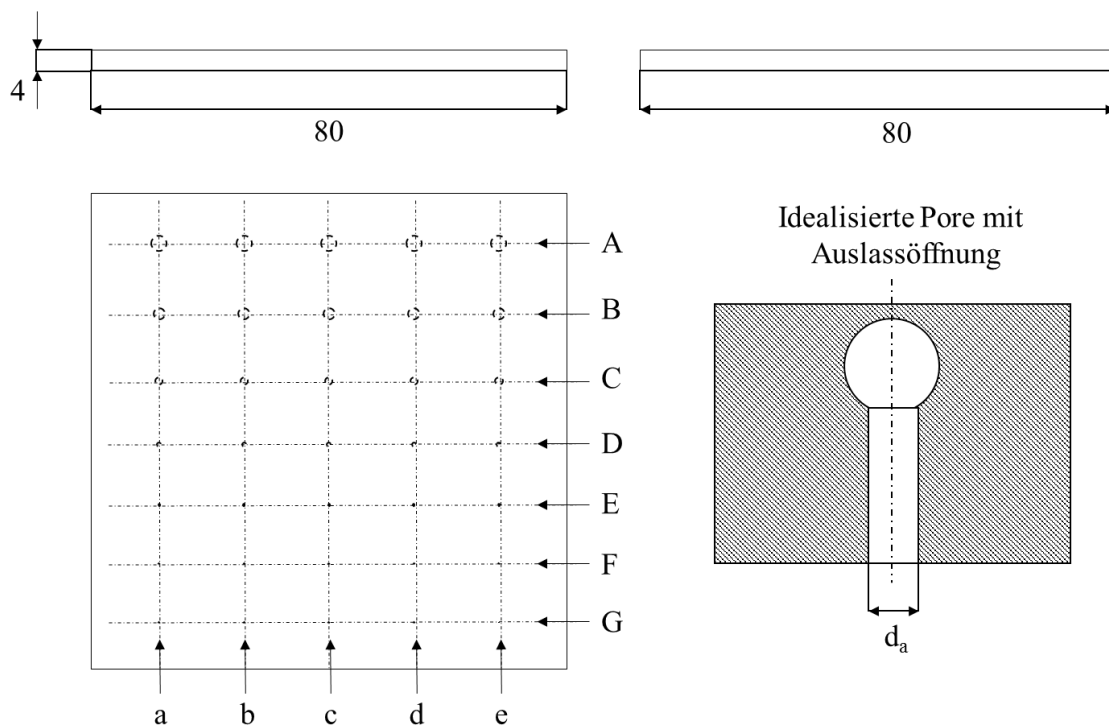 4
80
80
A
B
C
D
E
F
G
a
b
c
d
e
Idealisierte Pore mit
Auslassöffnung
dₐ